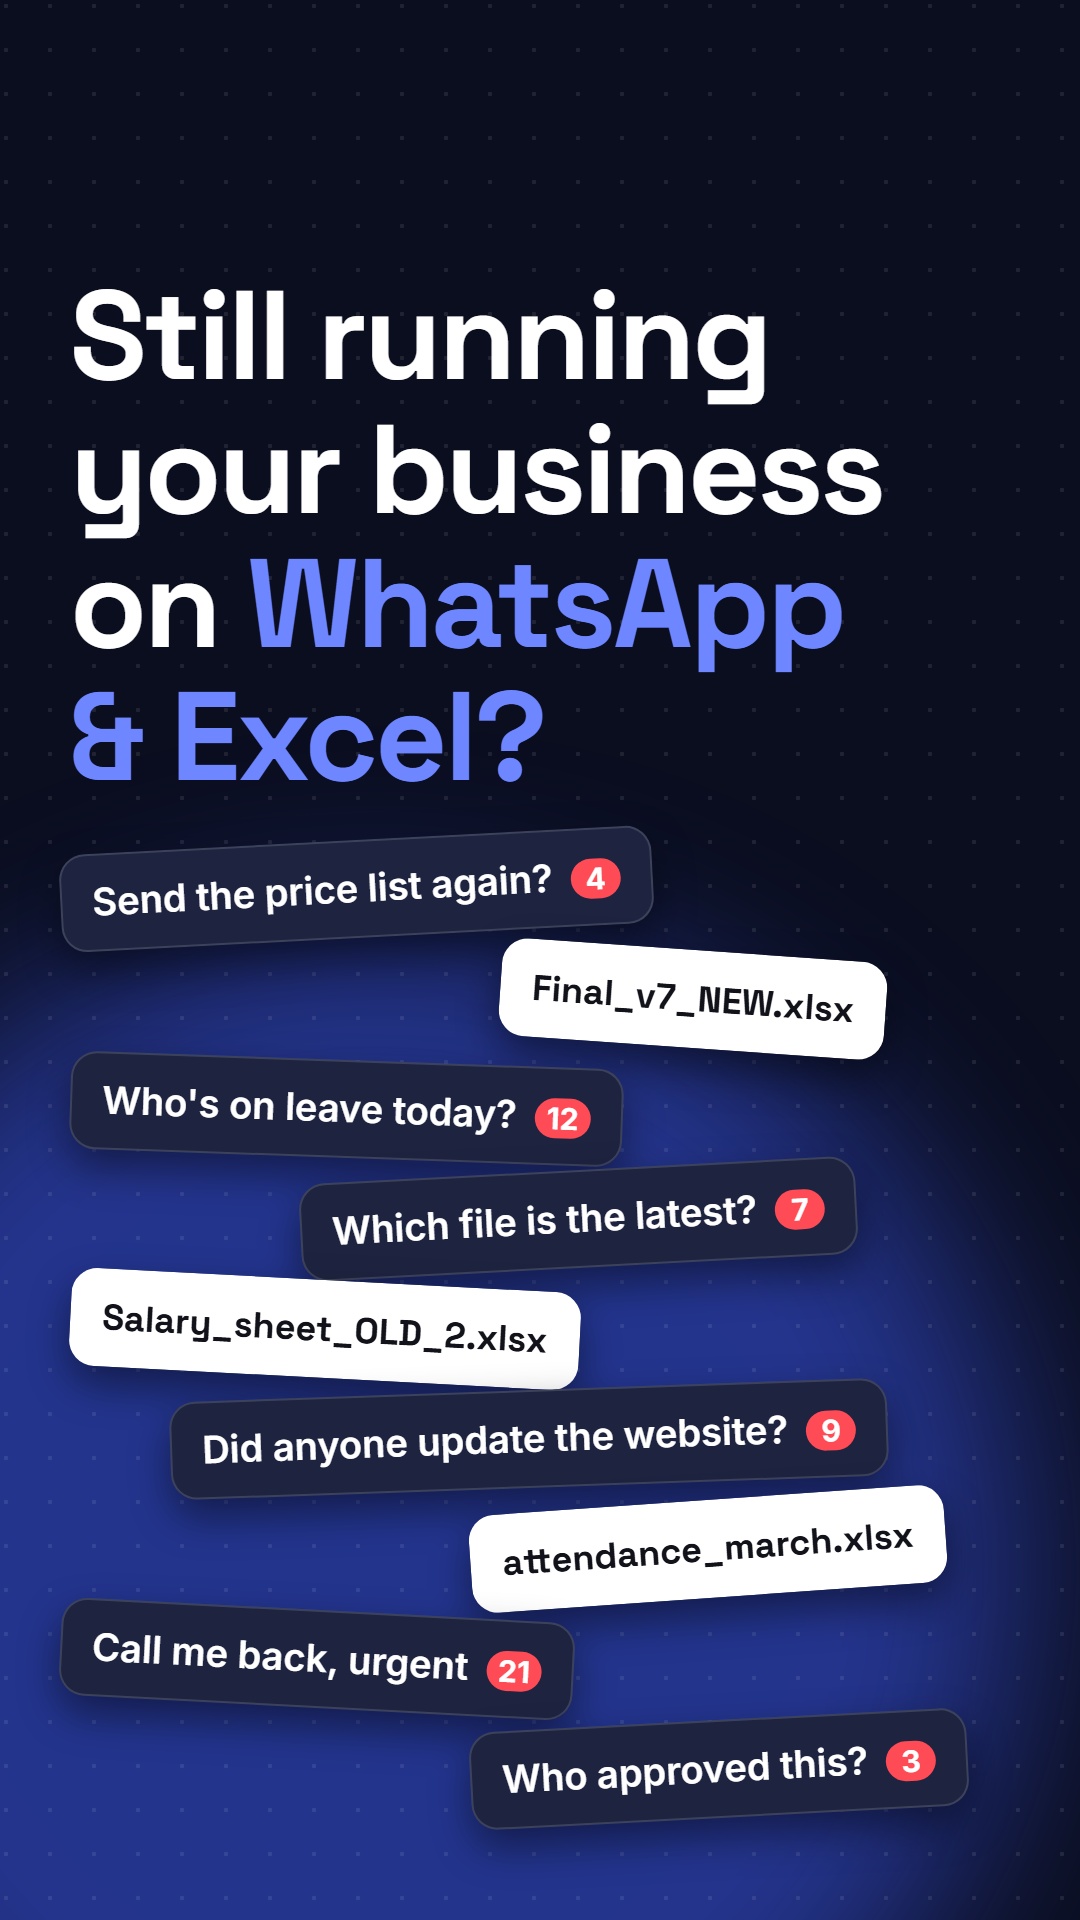 Still running
your business
on WhatsApp
& Excel?
Send the price list again? 4
Final_v7_NEW.xlsx
Who's on leave today? 12
Which file is the latest? 7
Salary_sheet_OLD_2.xlsx
Did anyone update the website? 9
attendance_march.xlsx
Call me back, urgent 21
Who approved this? 3